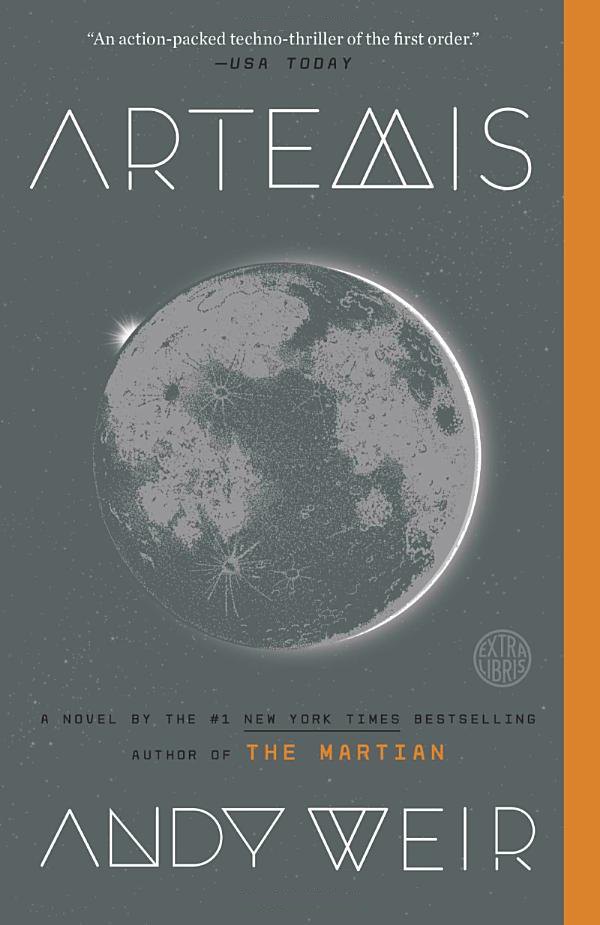 “An action-packed techno-thriller of the first order.”
—USA TODAY
ARTEMIS
EXTRA
LIBRIS
A NOVEL BY THE #1 NEW YORK TIMES BESTSELLING
AUTHOR OF THE MARTIAN
ANDY WEIR